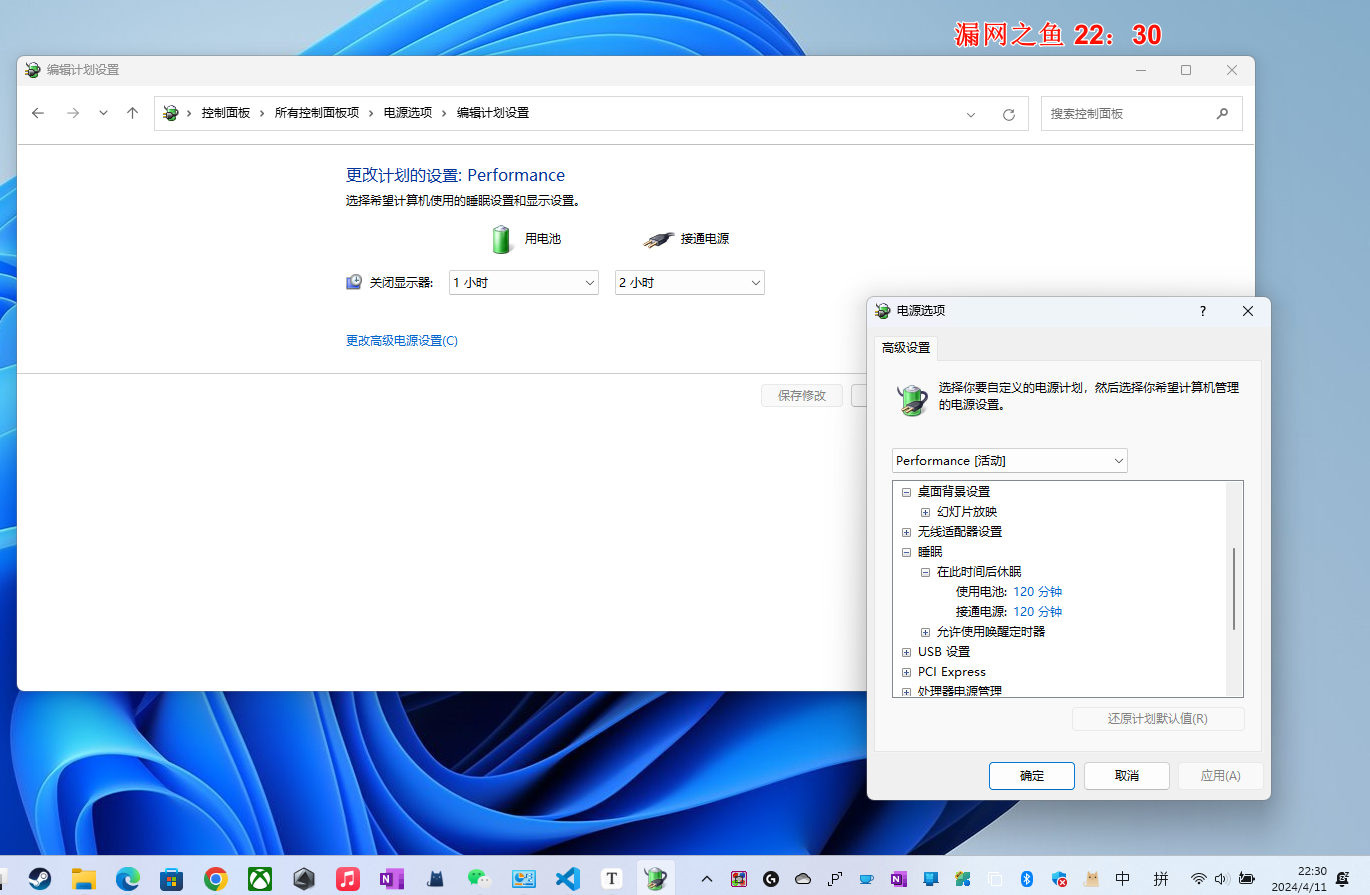 漏网之鱼 22：30
编辑计划设置
控制面板 › 所有控制面板项 › 电源选项 › 编辑计划设置
搜索控制面板
更改计划的设置: Performance
选择希望计算机使用的睡眠设置和显示设置。
用电池 接通电源
关闭显示器: 1 小时 2 小时
更改高级电源设置(C)
保存修改
电源选项 ?
高级设置
选择你要自定义的电源计划，然后选择你希望计算机管理
的电源设置。
Performance [活动]
桌面背景设置
幻灯片放映
无线适配器设置
睡眠
在此时间后休眠
使用电池: 120 分钟
接通电源: 120 分钟
允许使用唤醒定时器
USB 设置
PCI Express
处理器电源管理
还原计划默认值(R)
确定 取消 应用(A)
中 拼 22:30
2024/4/11